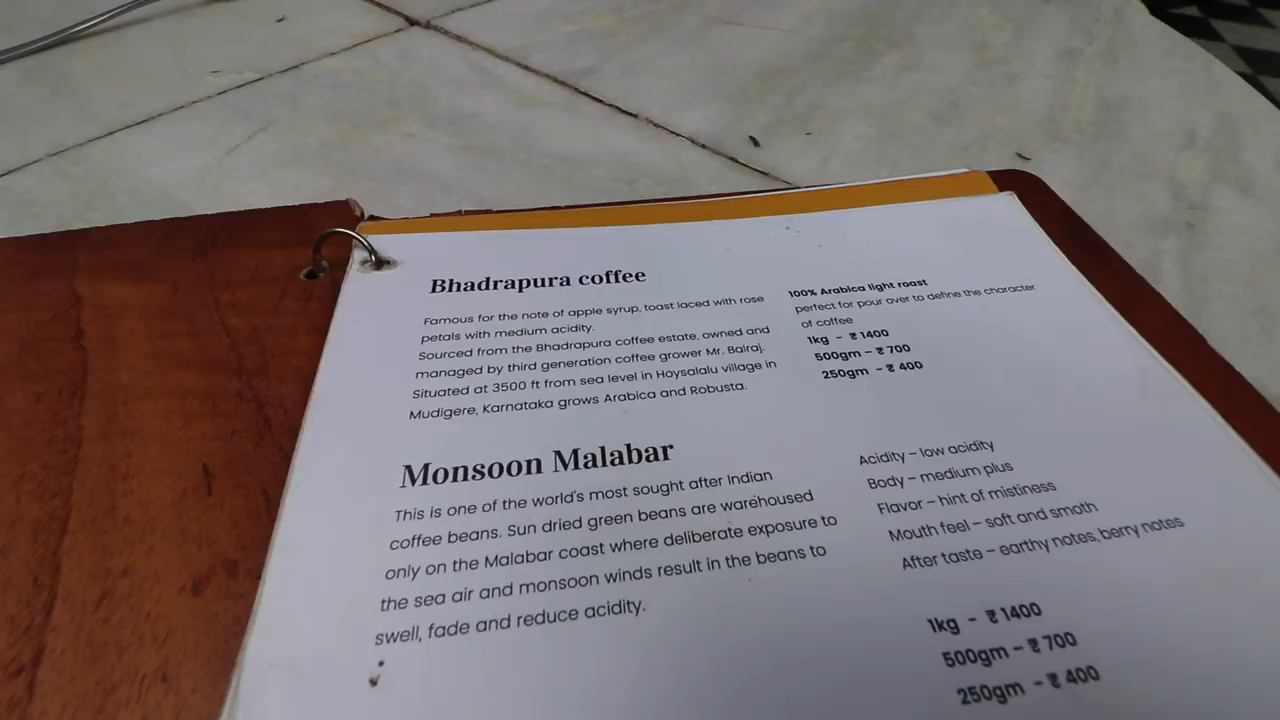 Bhadrapura coffee
Famous for the note of apple syrup, toast laced with rose
petals with medium acidity.
Sourced from the Bhadrapura coffee estate, owned and
managed by third generation coffee grower Mr. Balraj.
Situated at 3500 ft from sea level in Hoysalalu village in
Mudigere, Karnataka grows Arabica and Robusta.
100% Arabica light roast
perfect for pour over to define the character
of coffee
1kg - ₹ 1400
500gm - ₹ 700
250gm - ₹ 400
Monsoon Malabar
This is one of the world's most sought after Indian
coffee beans. Sun dried green beans are warehoused
only on the Malabar coast where deliberate exposure to
the sea air and monsoon winds result in the beans to
swell, fade and reduce acidity.
Acidity – low acidity
Body – medium plus
Flavor – hint of mistiness
Mouth feel – soft and smoth
After taste – earthy notes, berry notes
1kg - ₹ 1400
500gm – ₹ 700
250gm - ₹ 400